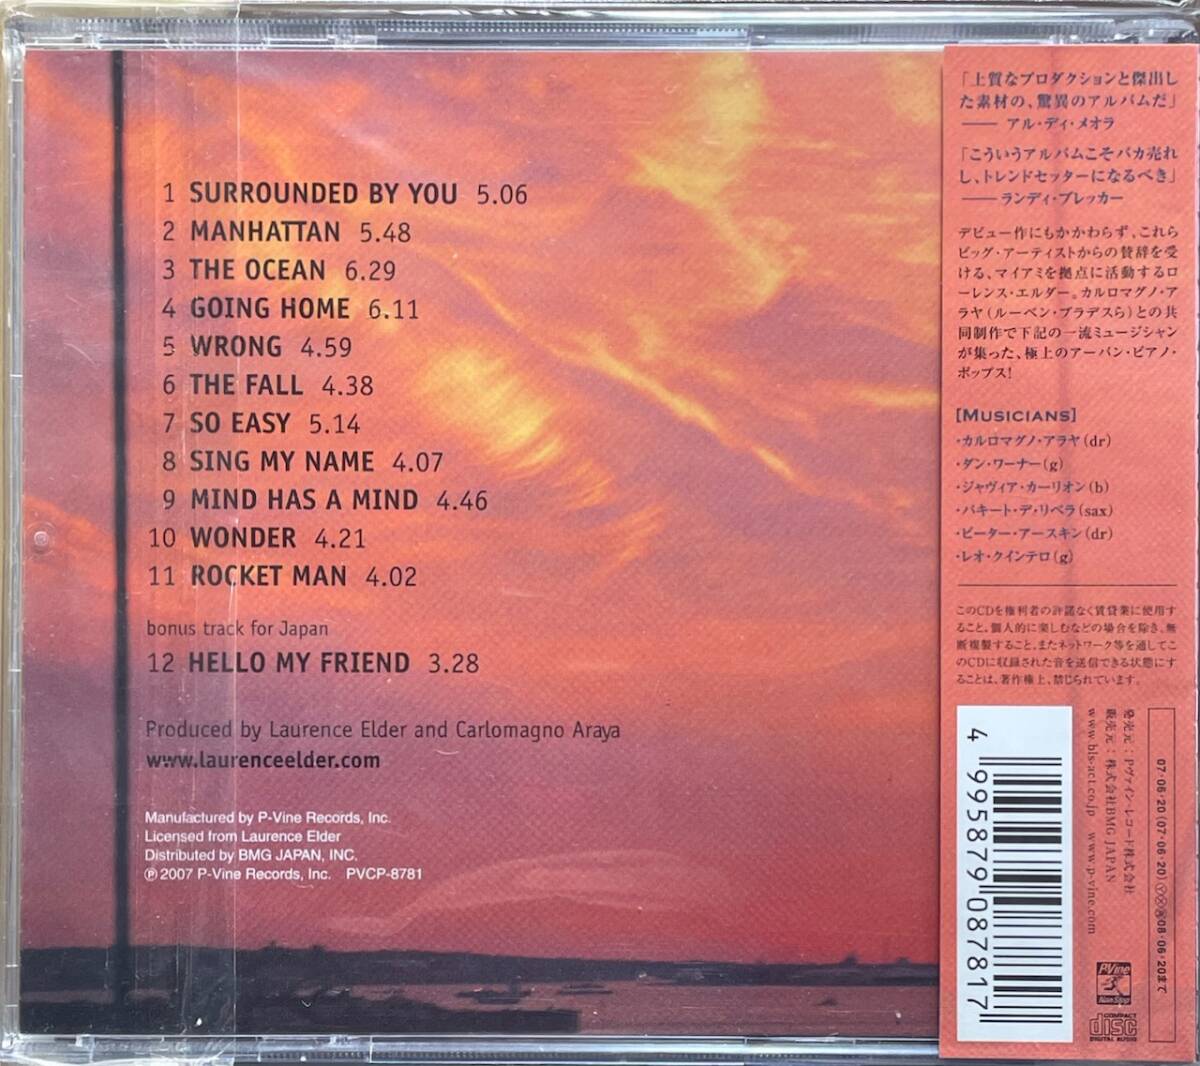 1 SURROUNDED BY YOU 5.06
2 MANHATTAN 5.48
3 THE OCEAN 6.29
4 GOING HOME 6.11
5 WRONG 4.59
6 THE FALL 4.38
7 SO EASY 5.14
8 SING MY NAME 4.07
9 MIND HAS A MIND 4.46
10 WONDER 4.21
11 ROCKET MAN 4.02
bonus track for Japan
12 HELLO MY FRIEND 3.28
Produced by Laurence Elder and Carlomagno Araya
www.laurenceelder.com
Manufactured by P-Vine Records, Inc.
Licensed from Laurence Elder
Distributed by BMG JAPAN, INC.
Ⓟ 2007 P-Vine Records, Inc. PVCP-8781
「上質なプロダクションと傑出し
た素材の、驚異のアルバムだ」
―― アル・ディ・メオラ
「こういうアルバムこそバカ売れ
し、トレンドセッターになるべき」
――ランディ・ブレッカー
デビュー作にもかかわらず、これら
ビッグ・アーティストからの賛辞を受
ける、マイアミを拠点に活動するロ
ーレンス・エルダー。カルロマグノ・ア
ラヤ（ルーベン・ブラデスら）との共
同制作で下記の一流ミュージシャン
が集った、極上のアーバン・ピアノ・
ポップス！
[MUSICIANS]
・カルロマグノ・アラヤ（dr）
・ダン・ワーナー（g）
・ジャヴィア・カーリオン（b）
・パキート・デ・リベラ（sax）
・ピーター・アースキン（dr）
・レオ・クインテロ（g）
このCDを権利者の許諾なく賃貸業に使用す
ること。個人的に楽しむなどの場合を除き、無
断複製すること、またネットワーク等を通してこ
のCDに収録された音を送信できる状態にす
ることは、著作権上、禁じられています。
4 995879 087817
発売元：Pヴァイン・レコード株式会社
販売元：株式会社BMG JAPAN
www.bls-act.co.jp www.p-vine.com
07・06・20 (07・06・20) 08・06・20まで
P-Vine
Non Stop
COMPACT
disc
DIGITAL AUDIO